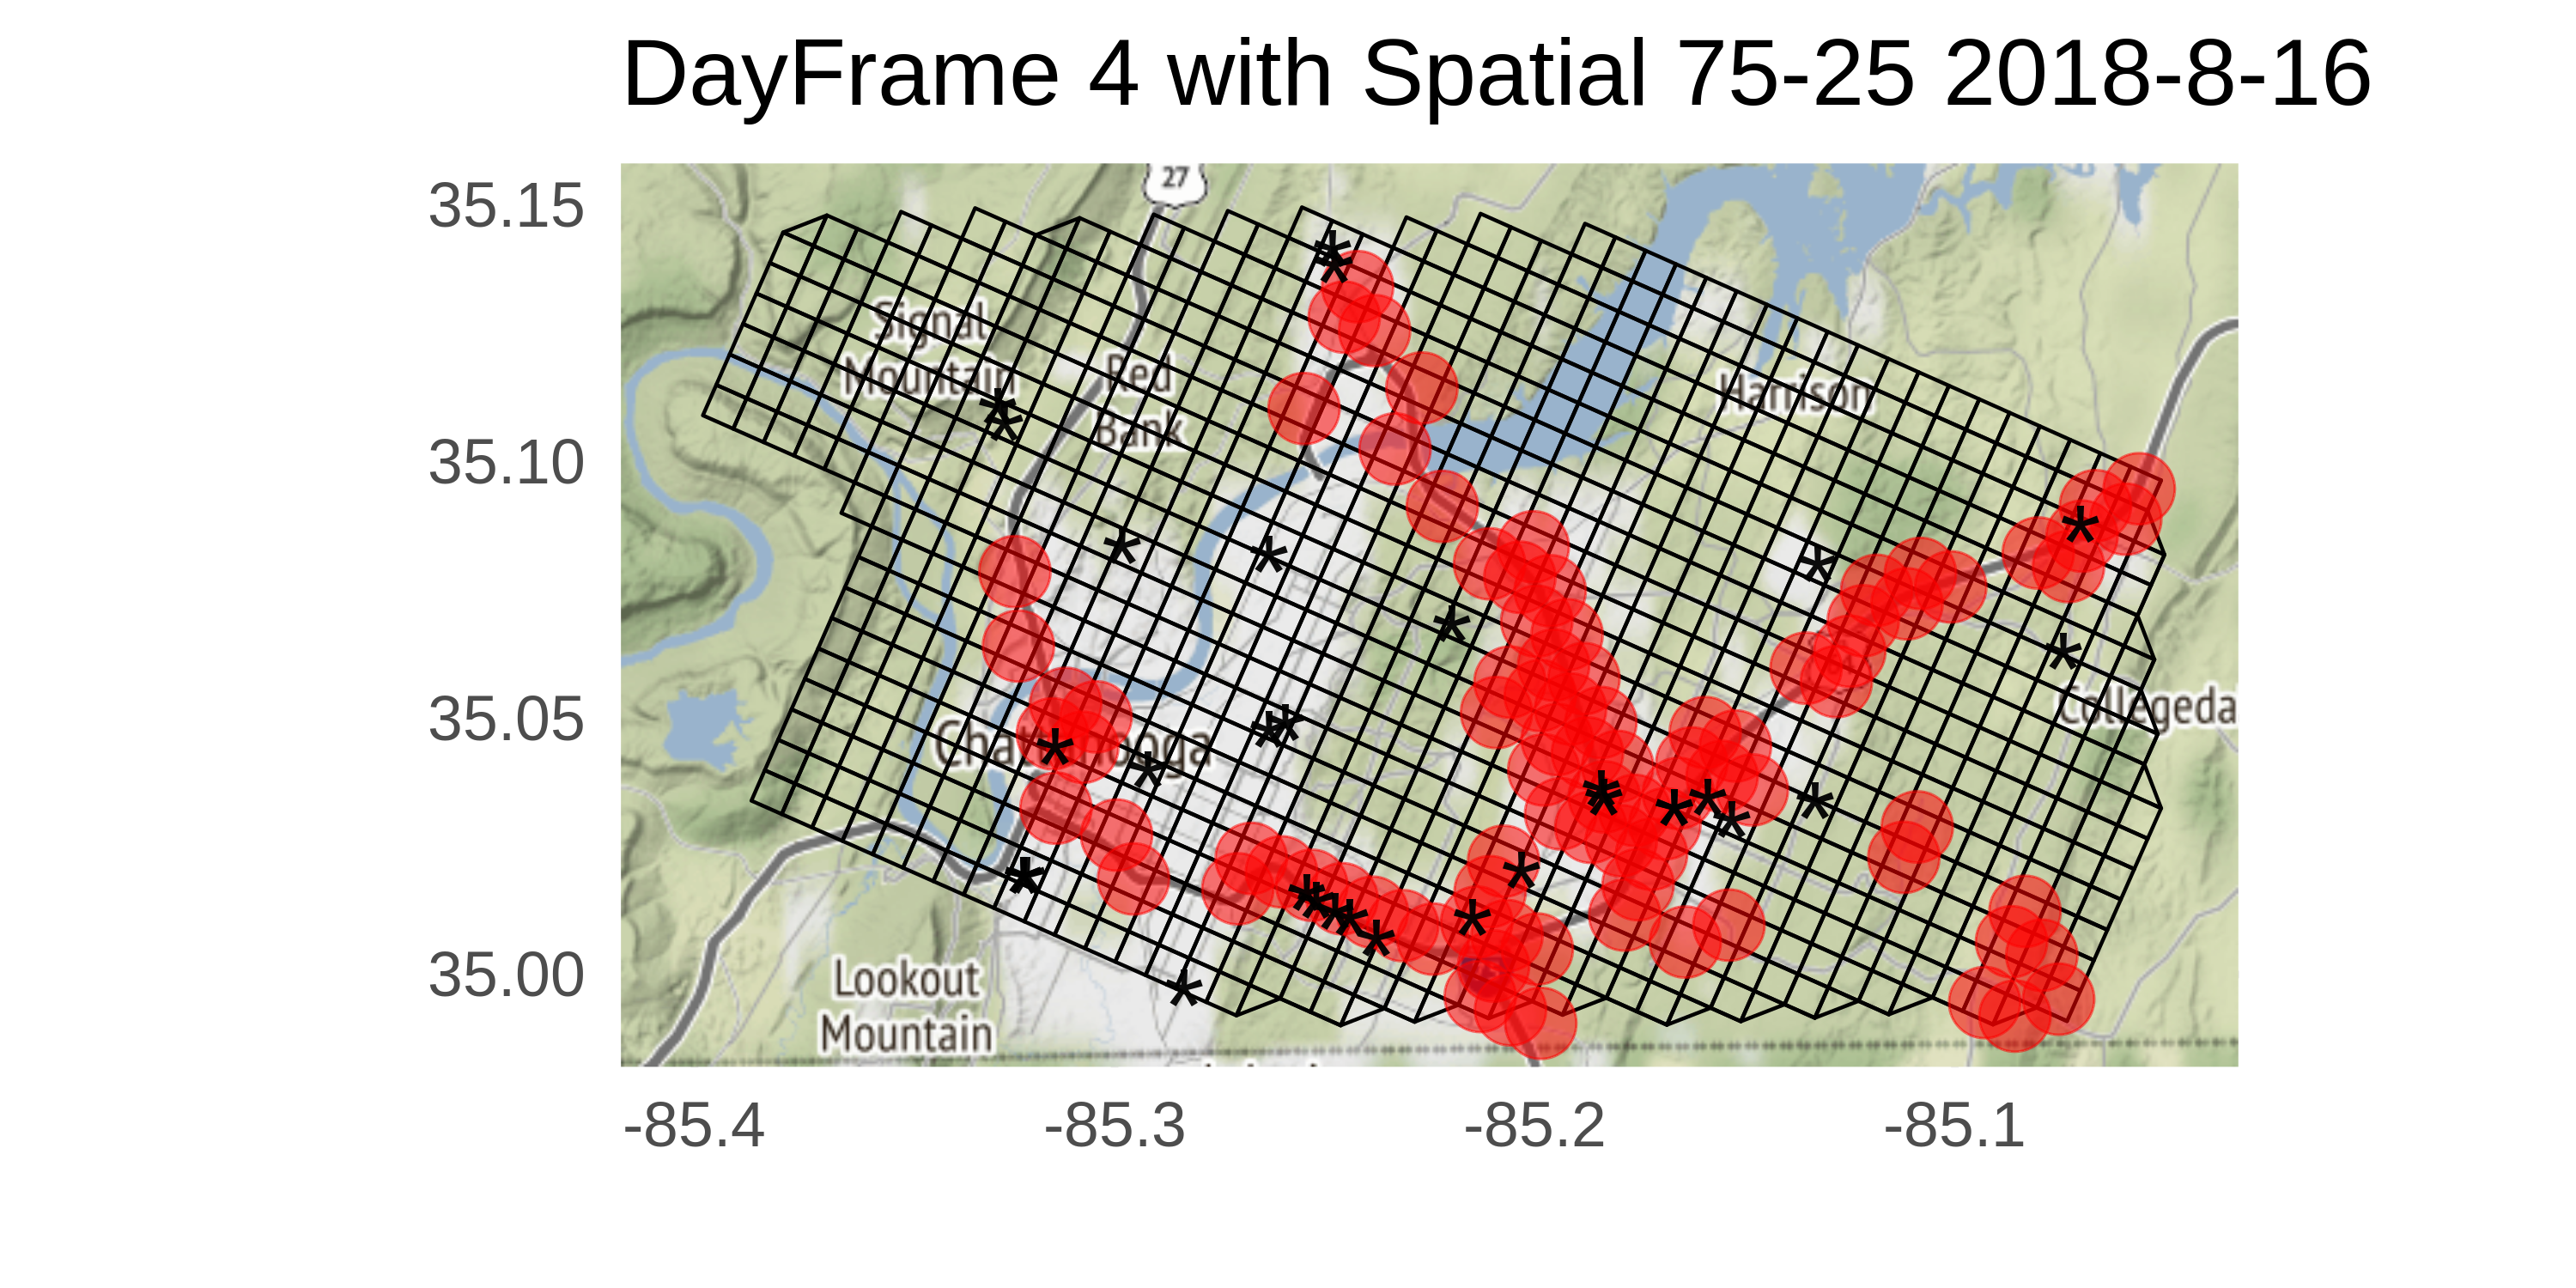 DayFrame 4 with Spatial 75-25 2018-8-16
35.15
35.10
35.05
35.00
27
Signal
Mountain
Red
Bank
Harrison
Collegeda
Chattanooga
Lookout
Mountain
-85.4
-85.3
-85.2
-85.1